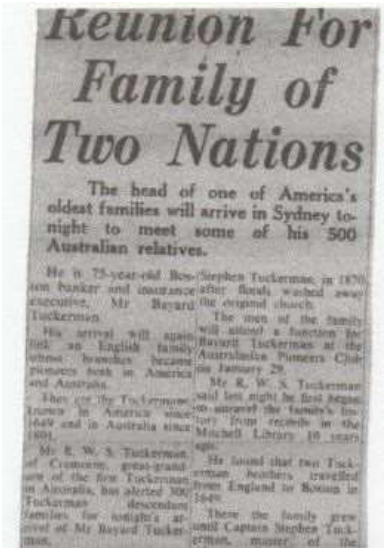 Reunion For
Family of
Two Nations
The head of one of America's
oldest families will arrive in Sydney to-
night to meet some of his 500
Australian relatives.
He is 75-year-old Bos-
ton banker and insurance
executive, Mr Bayard
Tuckerman.
His arrival will again
link an English family
whose branches became
pioneers both in America
and Australia.
They are the Tuckermans
known in America since
1649 and in Australia since
Mr R. W. S. Tuckerman,
of Cremorne, great-grand-
son of the first Tuckerman
in Australia, has alerted 300
Tuckerman descendant
families for tonight's ar-
rival of Mr Bayard Tucker-
man.
Stephen Tuckerman, in 1870
after floods washed away
the original church.
The men of the family
will attend a function for
Bayard Tuckerman at the
Australasian Pioneers Club
on January 29.
Mr R. W. S. Tuckerman
said last night he first began
to unravel the family's his-
tory from records in the
Mitchell Library 10 years
ago.
He found that two Tuck-
erman brothers travelled
from England to Boston in
1649.
There the family grew
until Captain Stephen Tuck-
erman, master of the